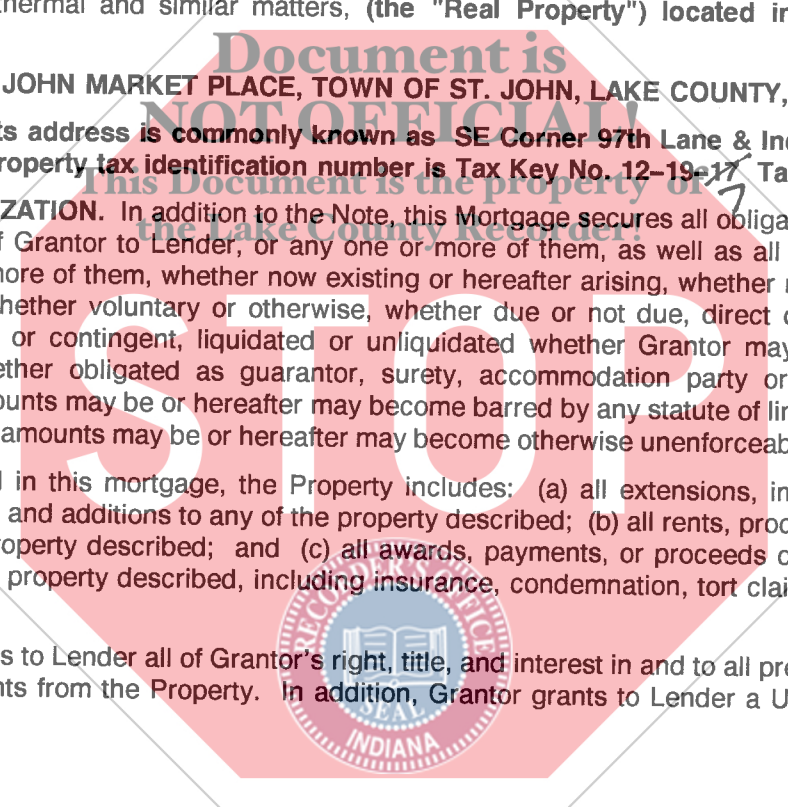 thermal and similar matters, (the "Real Property") located in
Document is
JOHN MARKET PLACE, TOWN OF ST. JOHN, LAKE COUNTY,
NOT OFFICIAL!
ts address is commonly known as SE Corner 97th Lane & Ind
roperty tax identification number is Tax Key No. 12-19-17 Ta
This Document is the property of
ZATION. In addition to the Note, this Mortgage secures all obliga
the Lake County Recorder!
f Grantor to Lender, or any one or more of them, as well as all
nore of them, whether now existing or hereafter arising, whether
hether voluntary or otherwise, whether due or not due, direct
or contingent, liquidated or unliquidated whether Grantor may
ether obligated as guarantor, surety, accommodation party or
ounts may be or hereafter may become barred by any statute of lim
amounts may be or hereafter may become otherwise unenforceab
STOP
in this mortgage, the Property includes: (a) all extensions, im
and additions to any of the property described; (b) all rents, proc
roperty described; and (c) all awards, payments, or proceeds
property described, including insurance, condemnation, tort clai
RECORDER'S OFFICE
s to Lender all of Grantor's right, title, and interest in and to all pre
nts from the Property. In addition, Grantor grants to Lender a U
SEAL
INDIANA